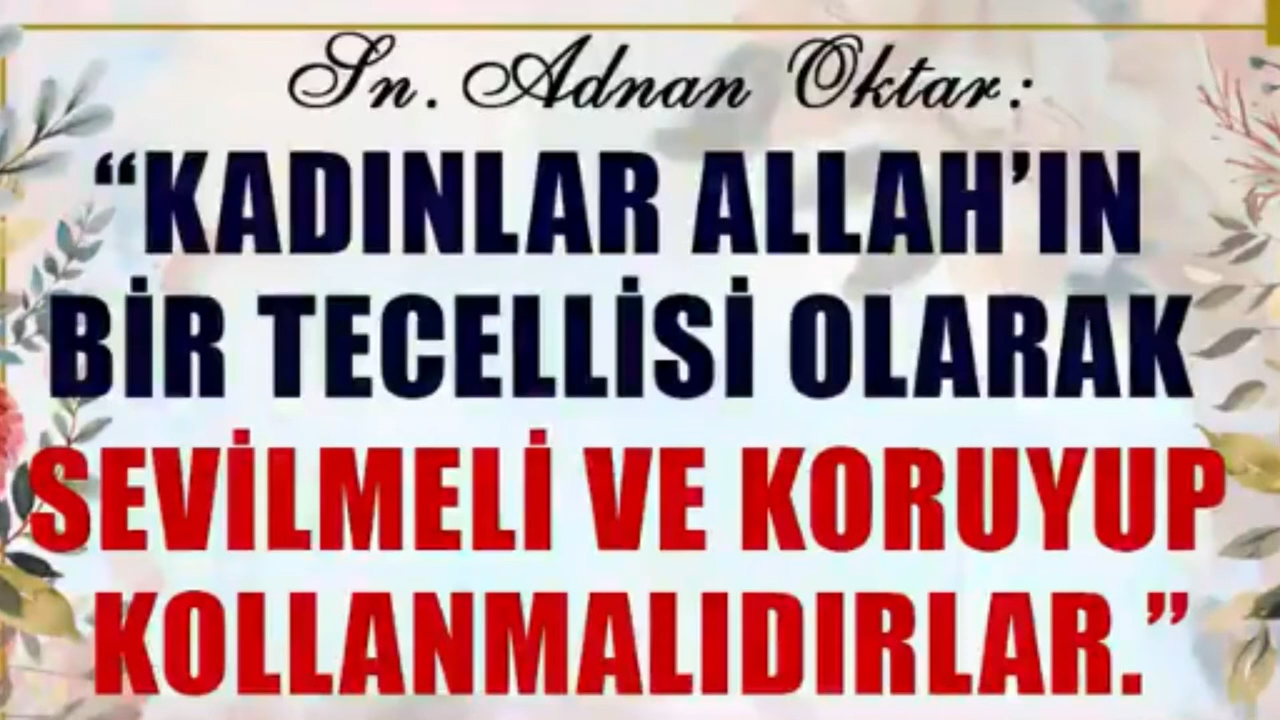 Sn. Adnan Oktar:
“KADINLAR ALLAH’IN
BİR TECELLİSİ OLARAK
SEVİLMELİ VE KORUYUP
KOLLANMALIDIRLAR.”